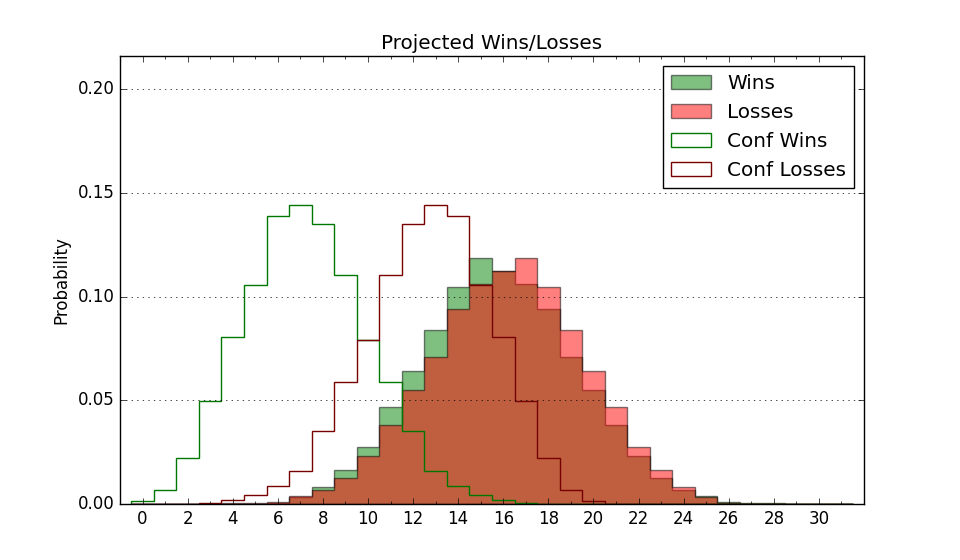 Projected Wins/Losses
Wins
Losses
Conf Wins
Conf Losses
Probability
0.20
0.15
0.10
0.05
0.00
0 2 4 6 8 10 12 14 16 18 20 22 24 26 28 30